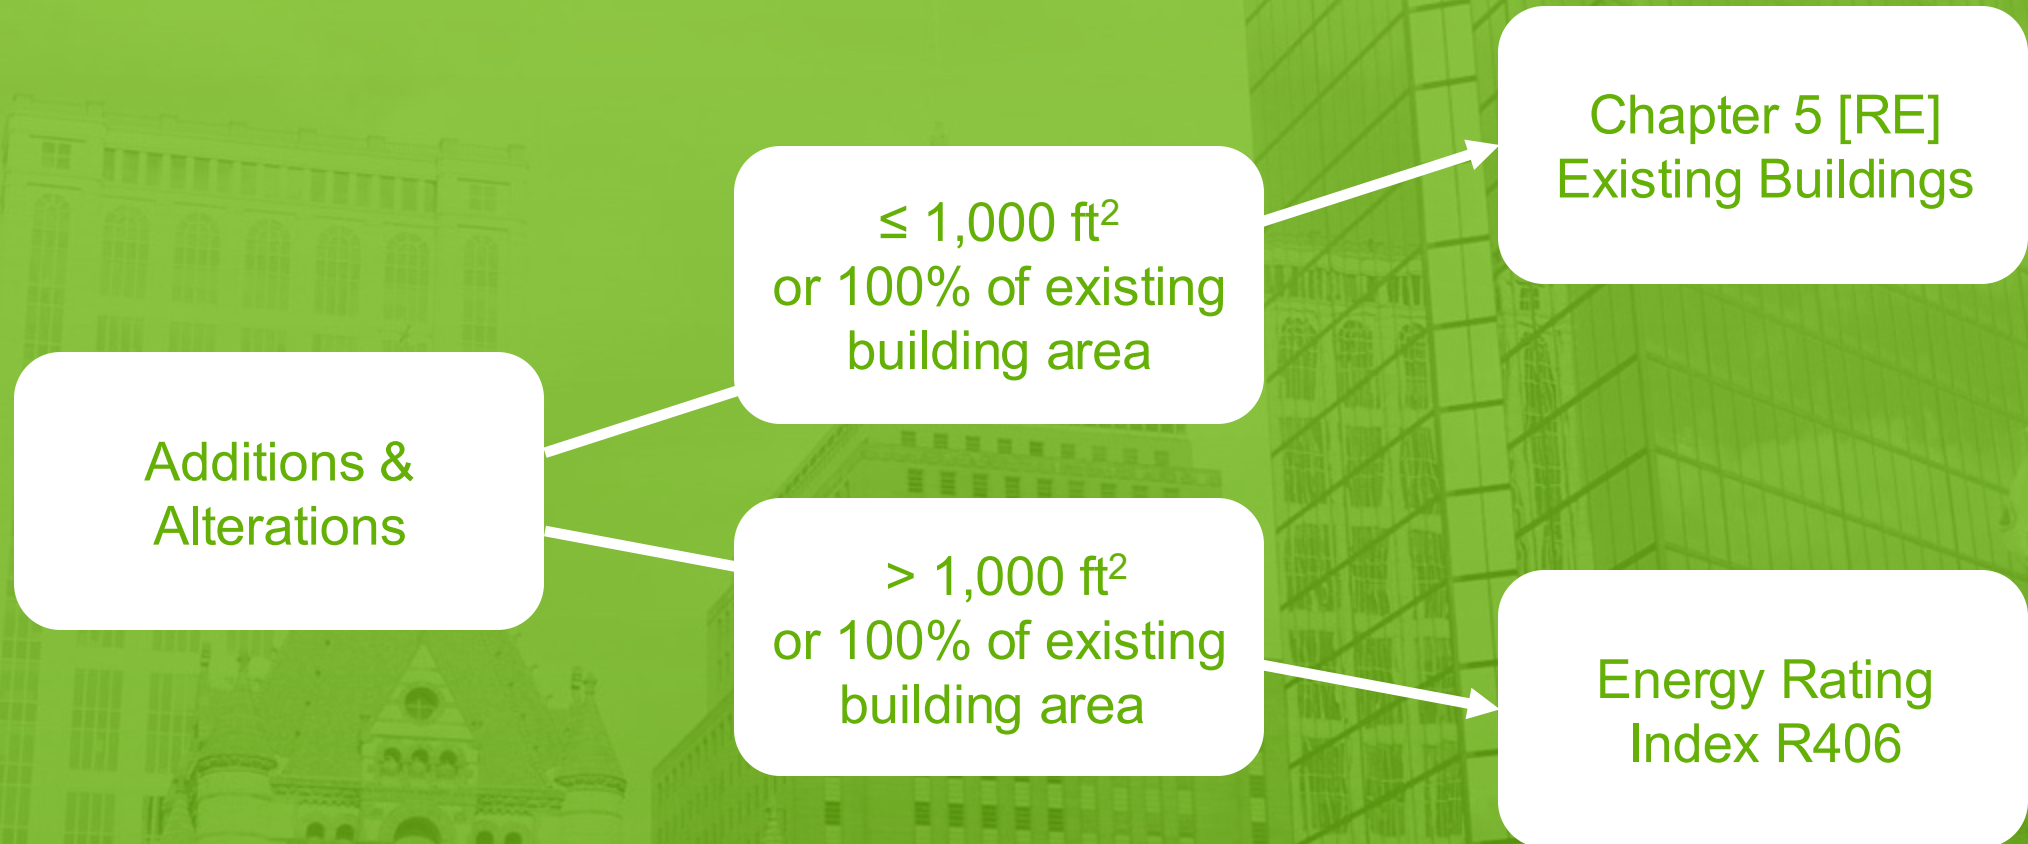 Additions &
Alterations
≤ 1,000 ft²
or 100% of existing
building area
> 1,000 ft²
or 100% of existing
building area
Chapter 5 [RE]
Existing Buildings
Energy Rating
Index R406